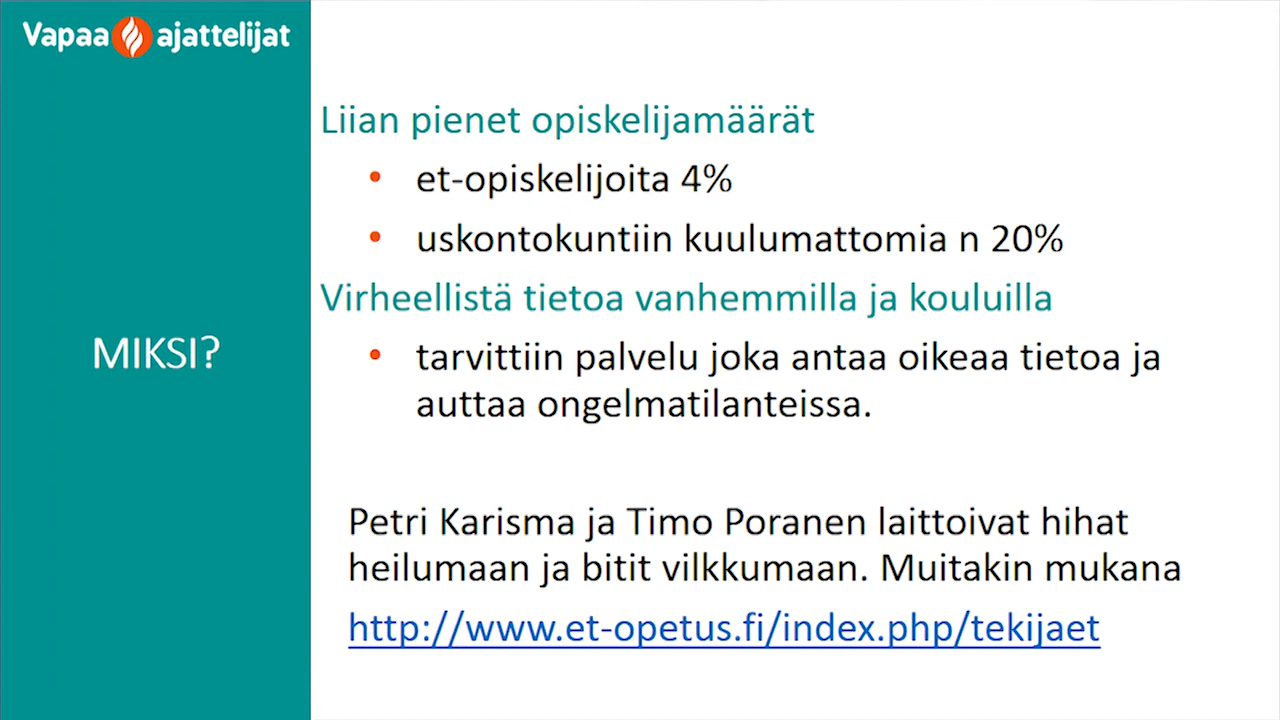 Vapaa ajattelijat
MIKSI?
Liian pienet opiskelijamäärät
• et-opiskelijoita 4%
• uskontokuntiin kuulumattomia n 20%
Virheellistä tietoa vanhemmilla ja kouluilla
• tarvittiin palvelu joka antaa oikeaa tietoa ja
auttaa ongelmatilanteissa.
Petri Karisma ja Timo Poranen laittoivat hihat
heilumaan ja bitit vilkkumaan. Muitakin mukana
http://www.et-opetus.fi/index.php/tekijaet